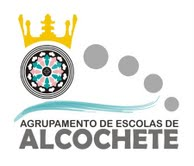 AGRUPAMENTO DE ESCOLAS DE
ALCOCHETE